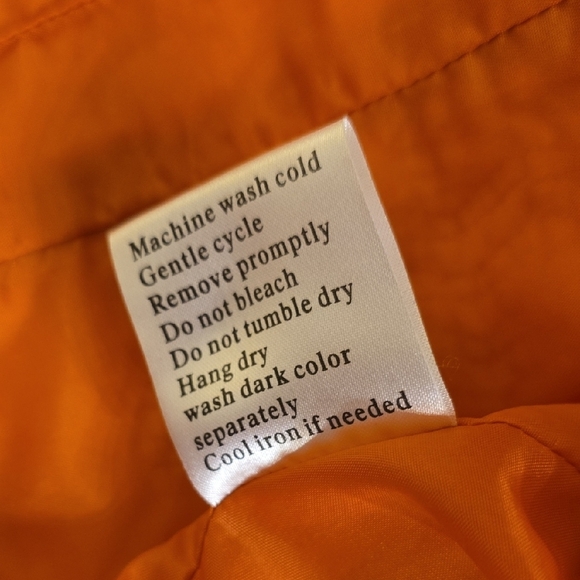 Machine wash cold
Gentle cycle
Remove promptly
Do not bleach
Do not tumble dry
Hang dry
wash dark color
separately
Cool iron if needed